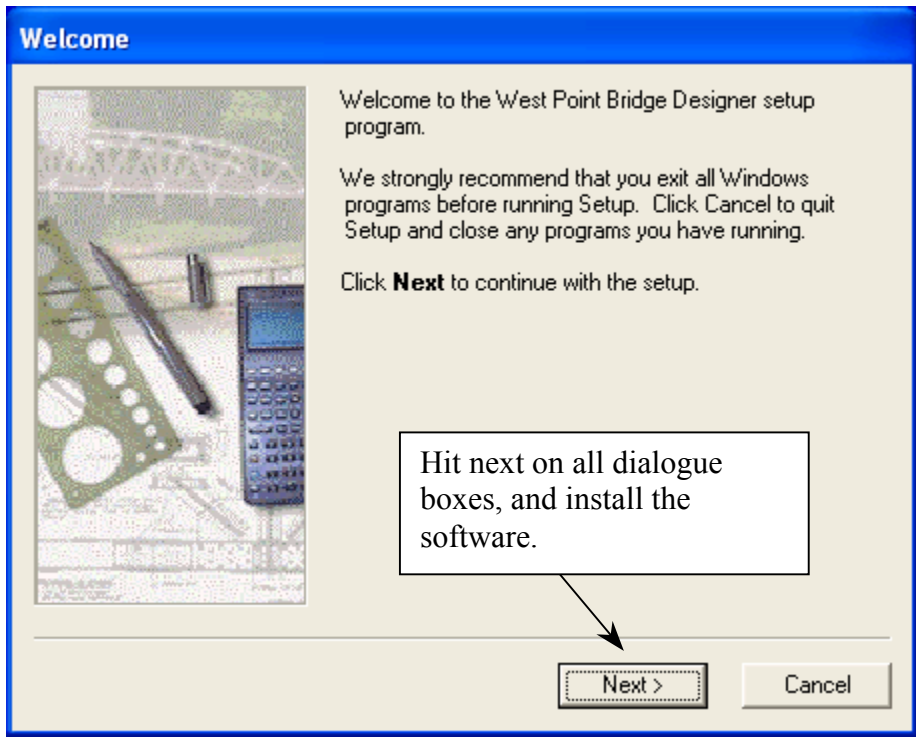 Welcome
Welcome to the West Point Bridge Designer setup
program.
We strongly recommend that you exit all Windows
programs before running Setup.  Click Cancel to quit
Setup and close any programs you have running.
Click Next to continue with the setup.
Hit next on all dialogue
boxes, and install the
software.
Next >
Cancel